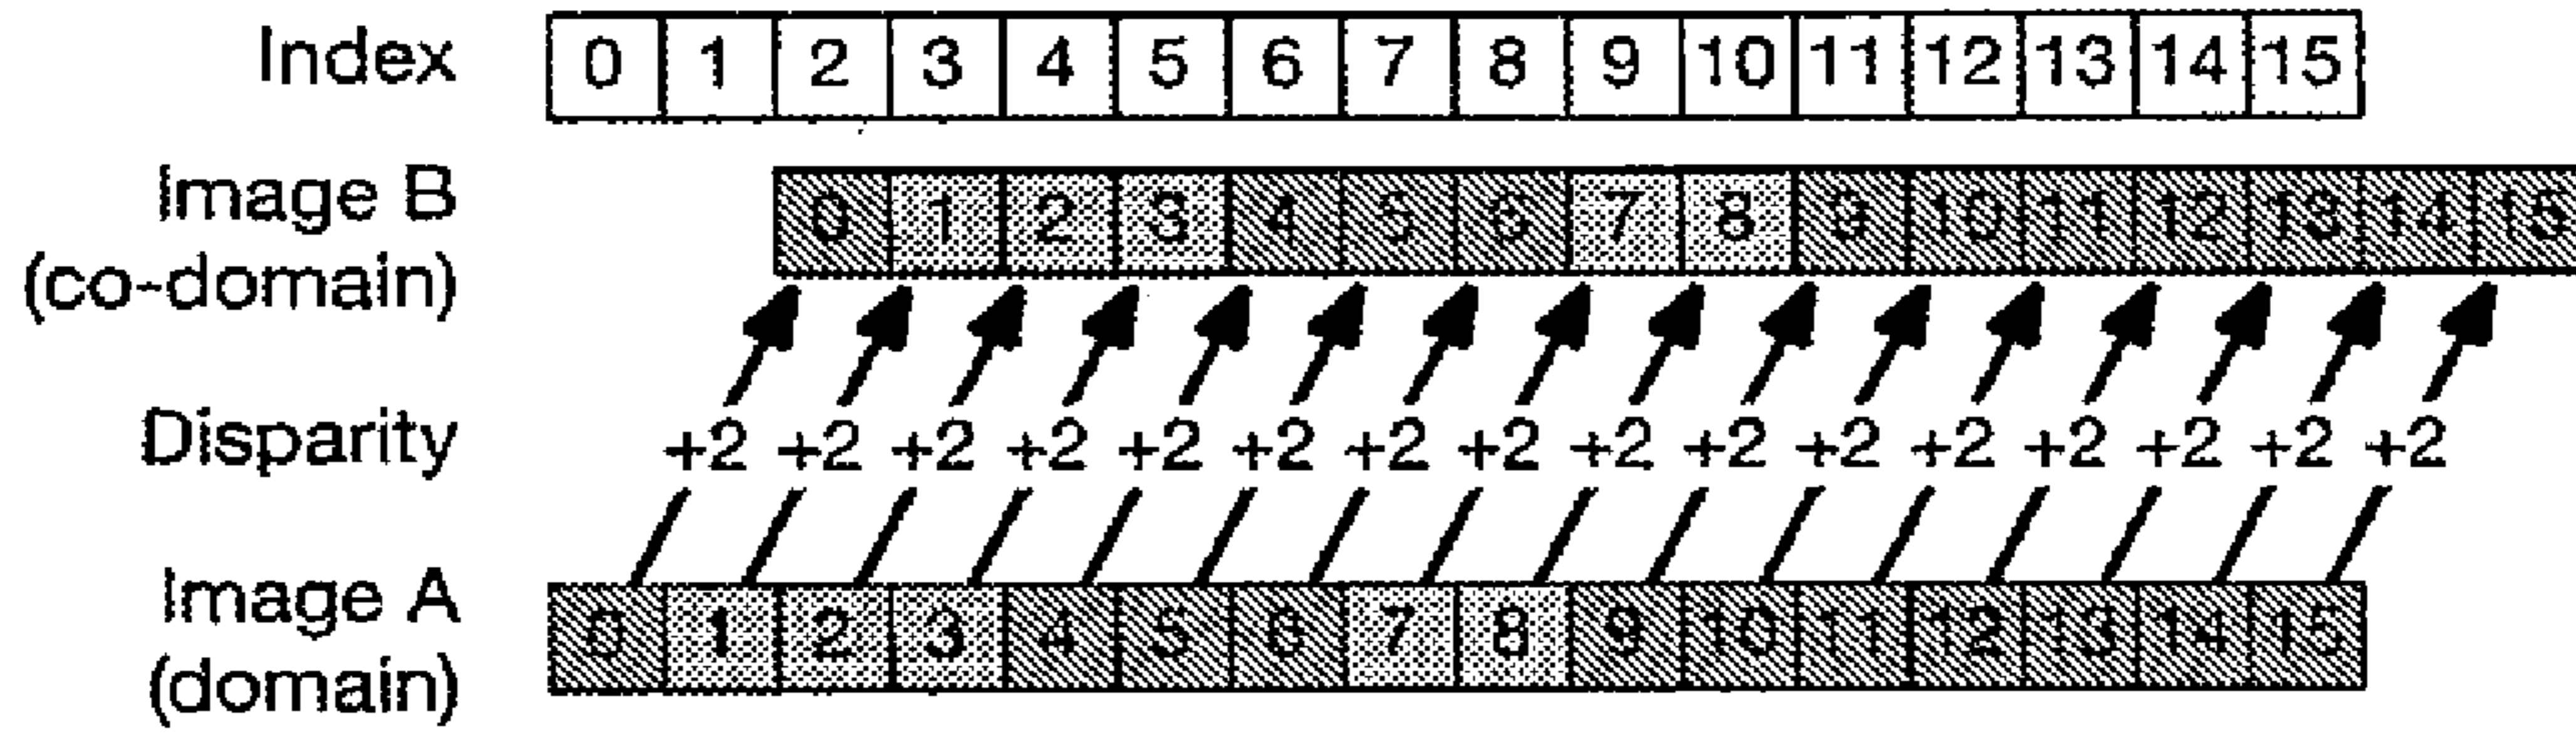 Index 0 1 2 3 4 5 6 7 8 9 10 11 12 13 14 15
Image B 0 1 2 3 4 5 6 7 8 9 10 11 12 13 14 15
(co-domain)
Disparity +2 +2 +2 +2 +2 +2 +2 +2 +2 +2 +2 +2 +2 +2 +2 +2
Image A 0 1 2 3 4 5 6 7 8 9 10 11 12 13 14 15
(domain)